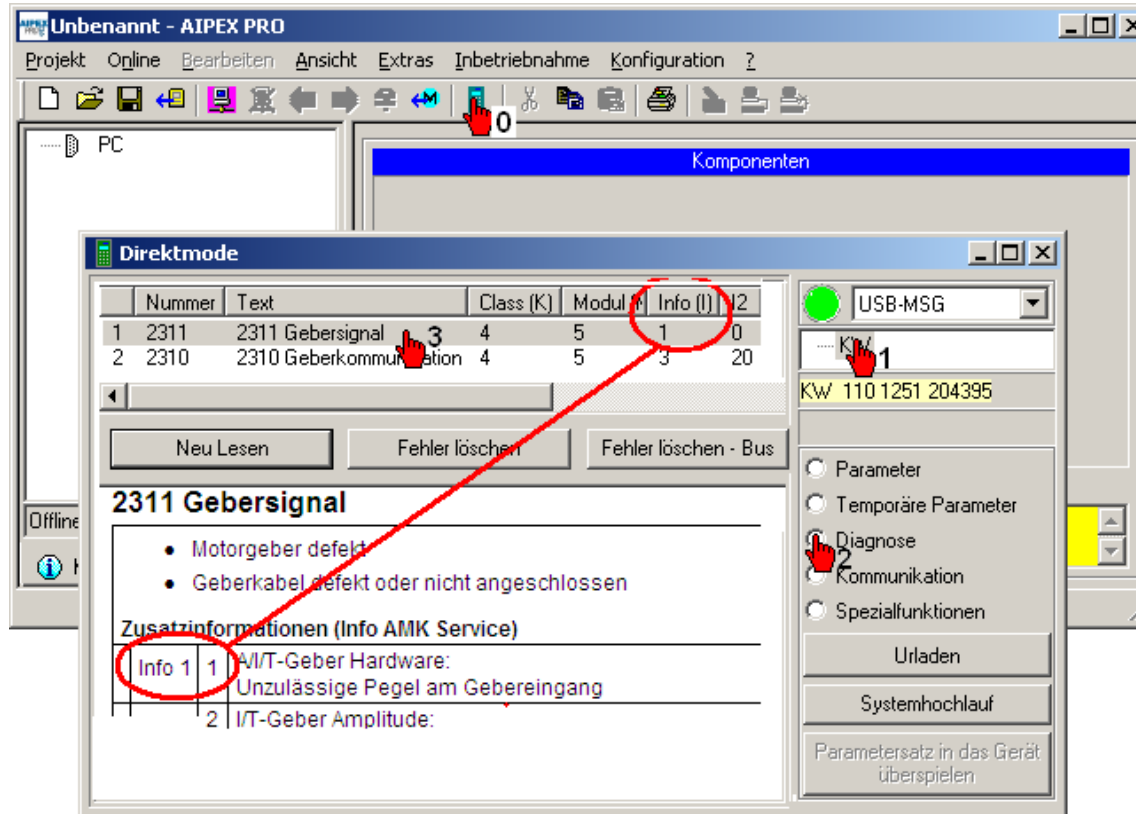 Unbenannt - AIPEX PRO
Projekt Online Bearbeiten Ansicht Extras Inbetriebnahme Konfiguration ?
0
PC
Komponenten
Direktmode
Nummer Text Class (K) Modul Info (I) I2
1 2311 2311 Gebersignal 4 5 1 0
3
2 2310 2310 Geberkommunikation 4 5 3 20
Neu Lesen Fehler löschen Fehler löschen - Bus
2311 Gebersignal
• Motorgeber defekt
• Geberkabel defekt oder nicht angeschlossen
Zusatzinformationen (Info AMK Service)
Info 1 1 A/I/T-Geber Hardware:
Unzulässige Pegel am Gebereingang
2 I/T-Geber Amplitude:
USB-MSG
KW
1
KW 110 1251 204395
Parameter
Temporäre Parameter
Diagnose
2
Kommunikation
Spezialfunktionen
Urladen
Systemhochlauf
Parametersatz in das Gerät
überspielen
Offline